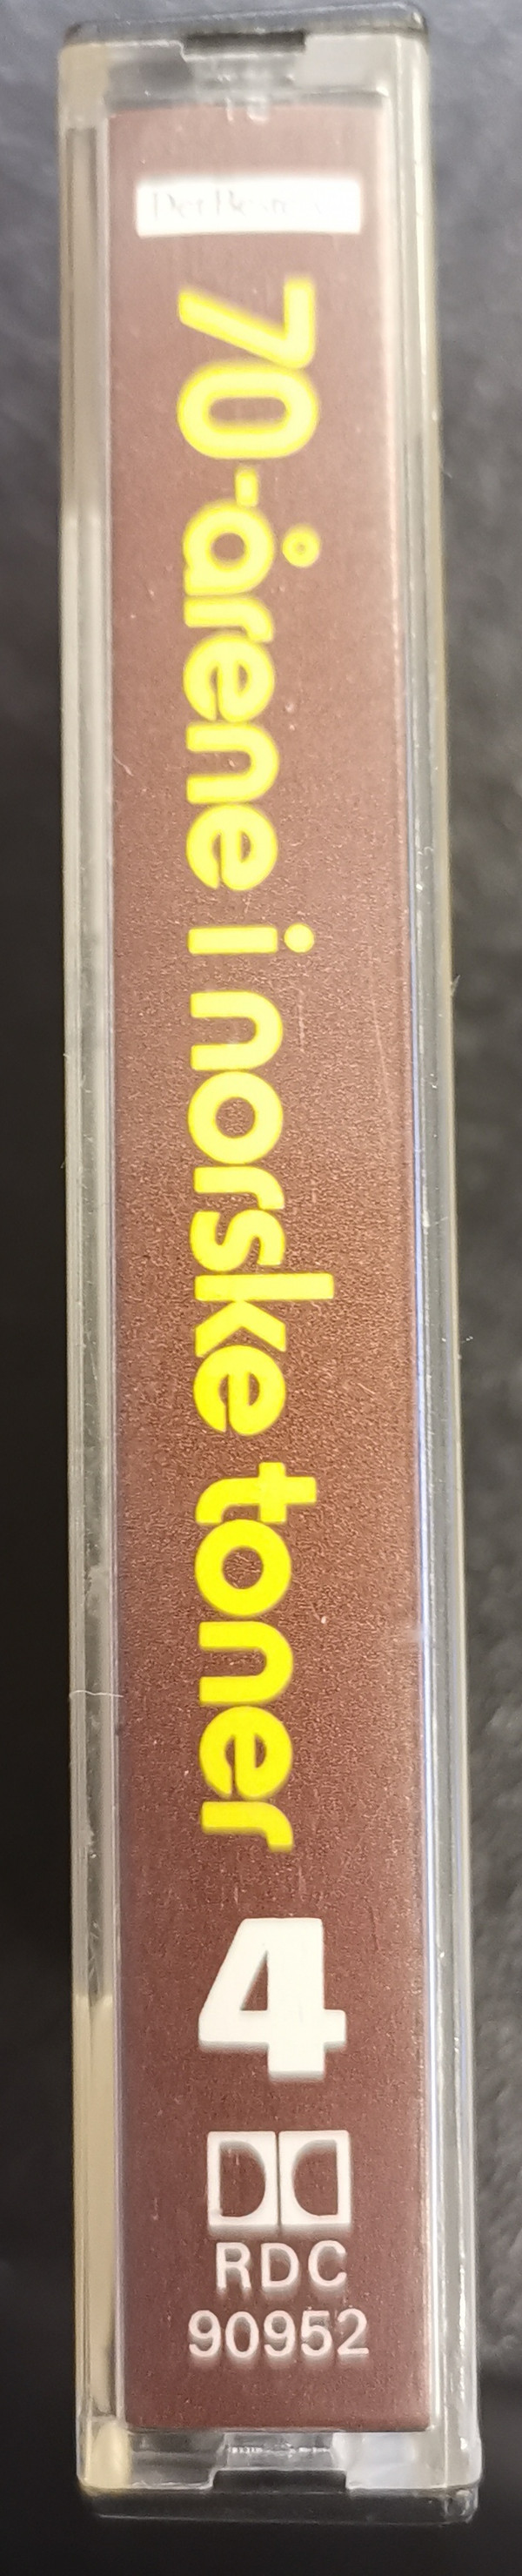 Det Beste
70-årene i norske toner
4
RDC
90952